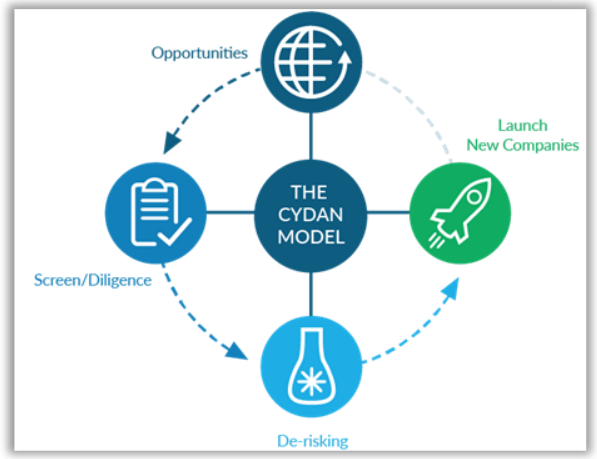 Opportunities
Launch
New Companies
THE
CYDAN
MODEL
Screen/Diligence
De-risking